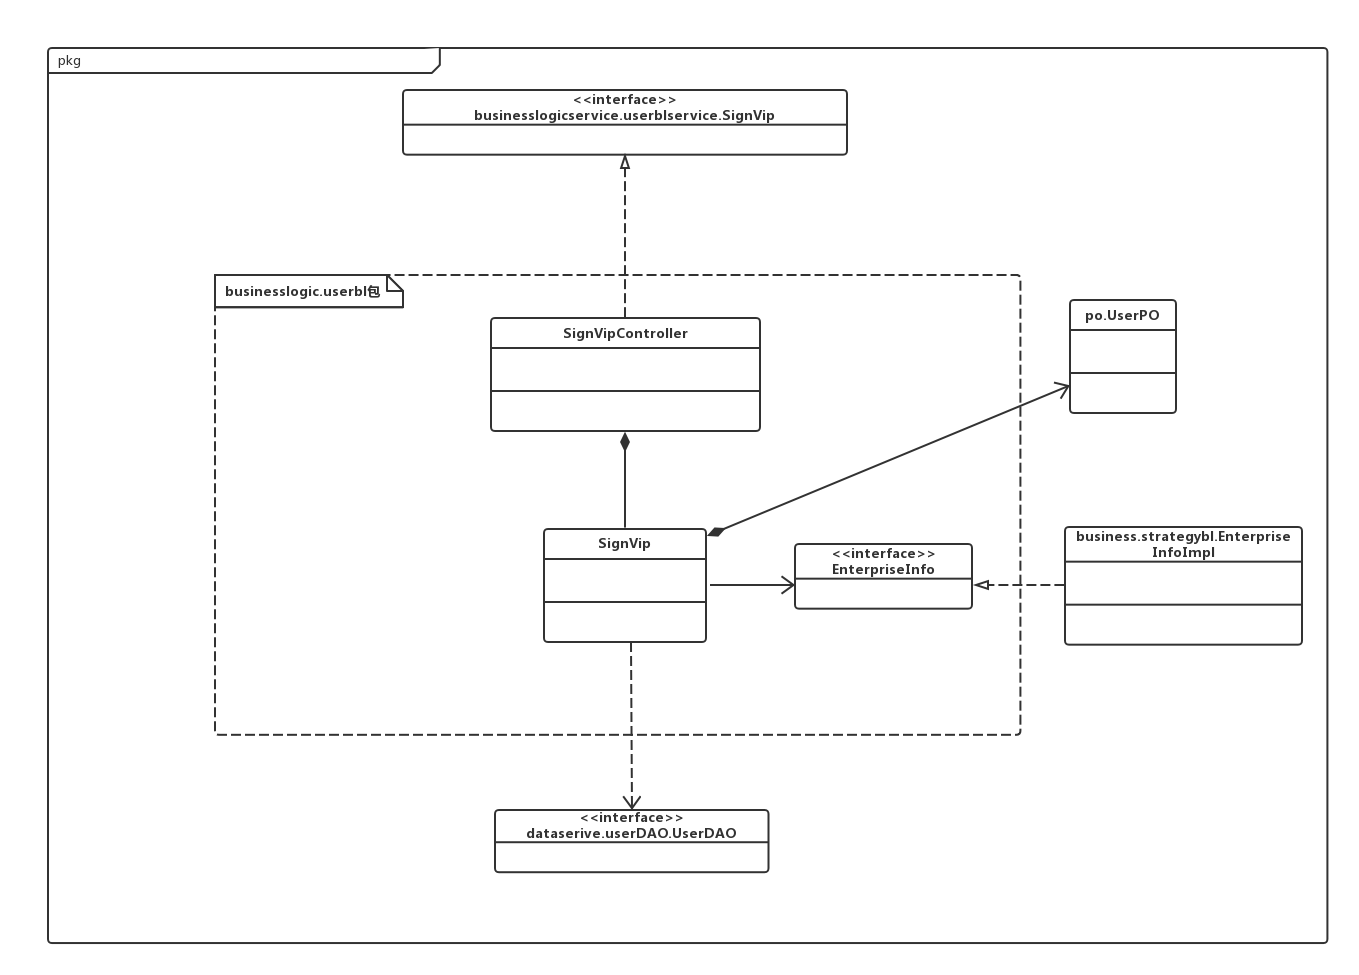 pkg
<<interface>>
businesslogicservice.userblservice.SignVip
businesslogic.userbl包
SignVipController
po.UserPO
SignVip
<<interface>>
EnterpriseInfo
business.strategybl.Enterprise
InfoImpl
<<interface>>
dataserive.userDAO.UserDAO